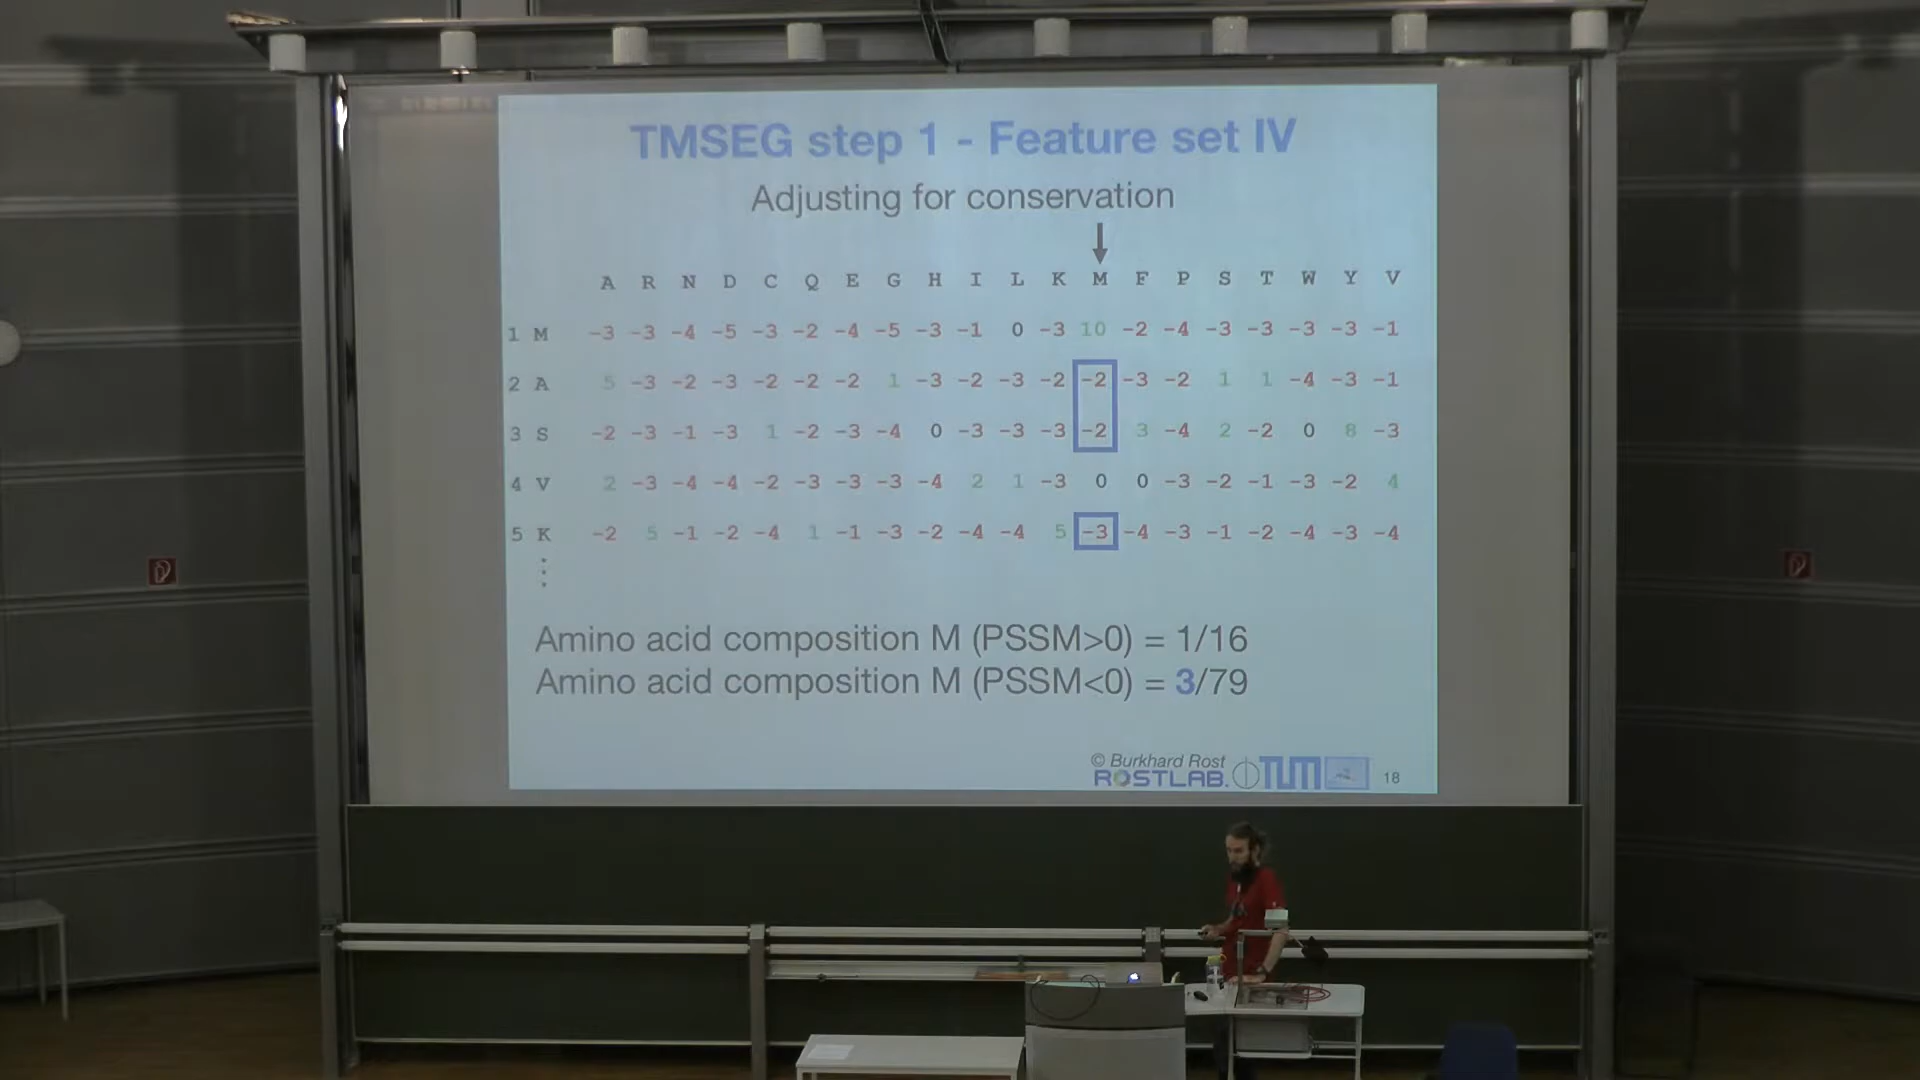 TMSEG step 1 - Feature set IV
Adjusting for conservation
A R N D C Q E G H I L K M F P S T W Y V
1 M -3 -3 -4 -5 -3 -2 -4 -5 -3 -1 0 -3 10 -2 -4 -3 -3 -3 -3 -1
2 A 5 -3 -2 -3 -2 -2 -2 1 -3 -2 -3 -2 -2 -3 -2 1 1 -4 -3 -1
3 S -2 -3 -1 -3 1 -2 -3 -4 0 -3 -3 -3 -2 3 -4 2 -2 0 8 -3
4 V 2 -3 -4 -4 -2 -3 -3 -3 -4 2 1 -3 0 0 -3 -2 -1 -3 -2 4
5 K -2 5 -1 -2 -4 1 -1 -3 -2 -4 -4 5 -3 -4 -3 -1 -2 -4 -3 -4
Amino acid composition M (PSSM>0) = 1/16
Amino acid composition M (PSSM<0) = 3/79
© Burkhard Rost
ROSTLAB. TUM 18